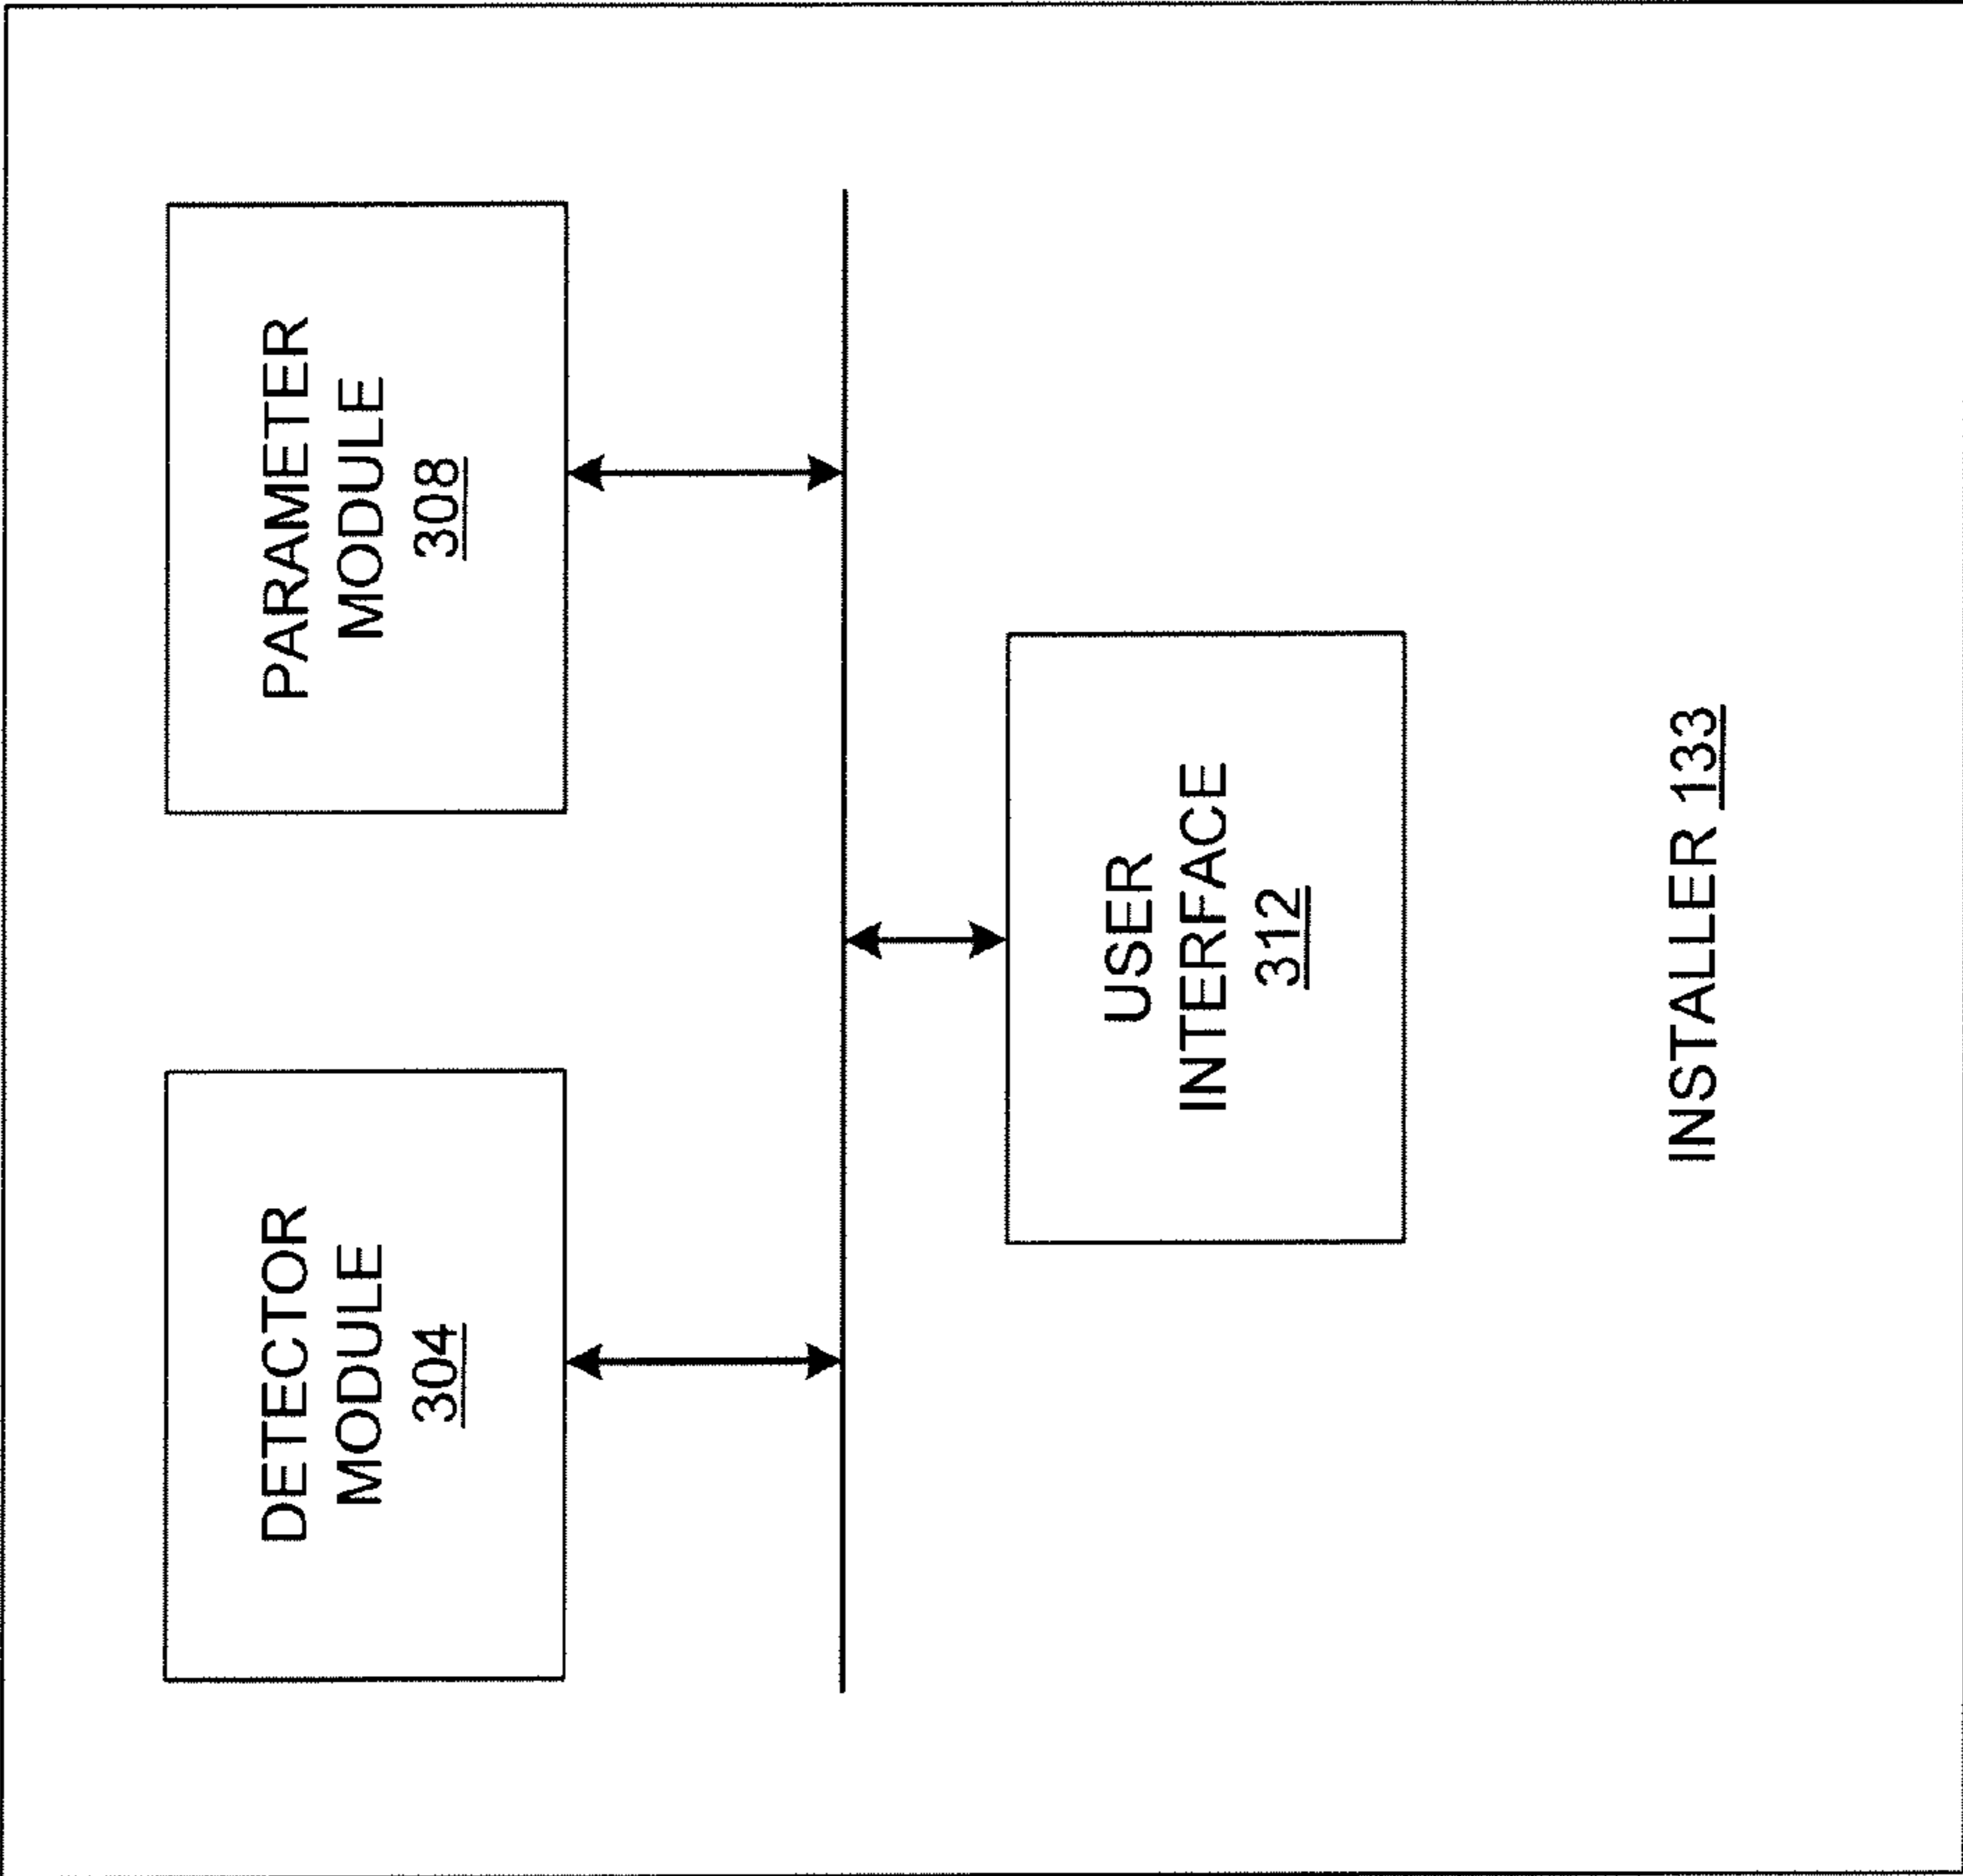 DETECTOR
MODULE
304
PARAMETER
MODULE
308
USER
INTERFACE
312
INSTALLER 133